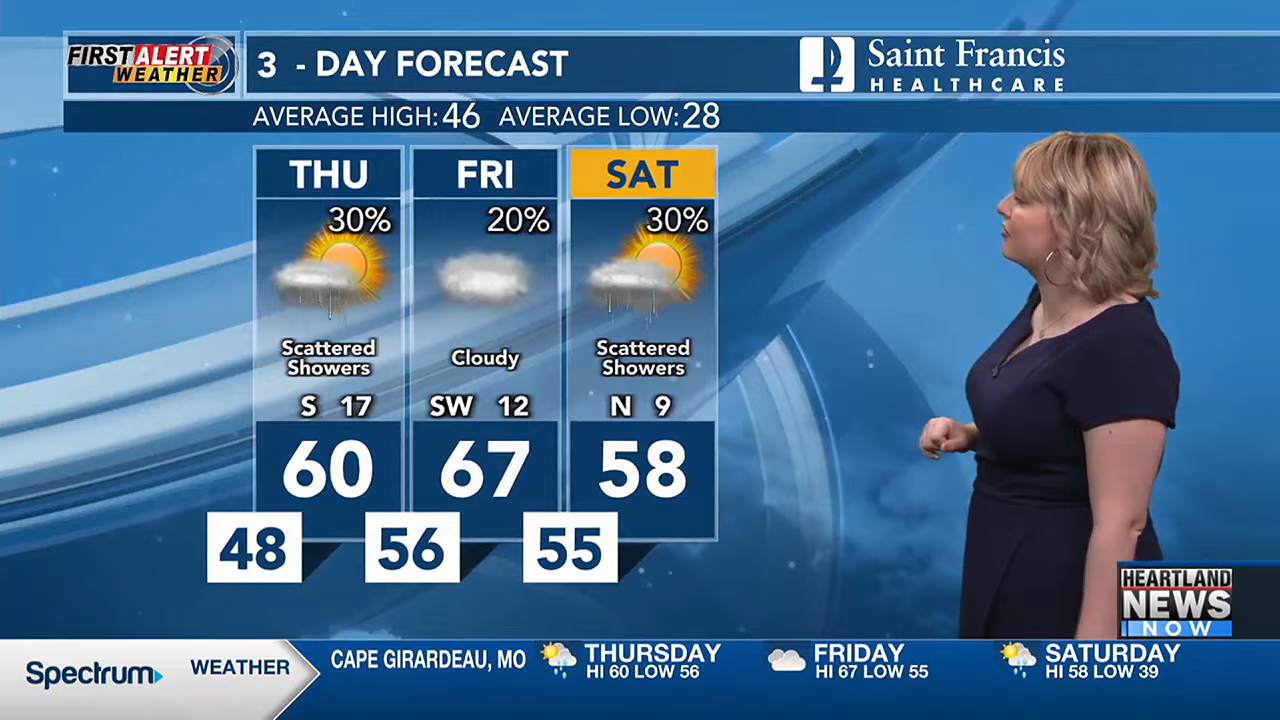 FIRST ALERT
WEATHER
3 - DAY FORECAST
Saint Francis
HEALTHCARE
AVERAGE HIGH: 46 AVERAGE LOW: 28
THU FRI SAT
30% 20% 30%
Scattered Showers
Cloudy
Scattered Showers
S 17 SW 12 N 9
60 67 58
48 56 55
HEARTLAND
NEWS
NOW
Spectrum WEATHER
CAPE GIRARDEAU, MO
THURSDAY
HI 60 LOW 56
FRIDAY
HI 67 LOW 55
SATURDAY
HI 58 LOW 39